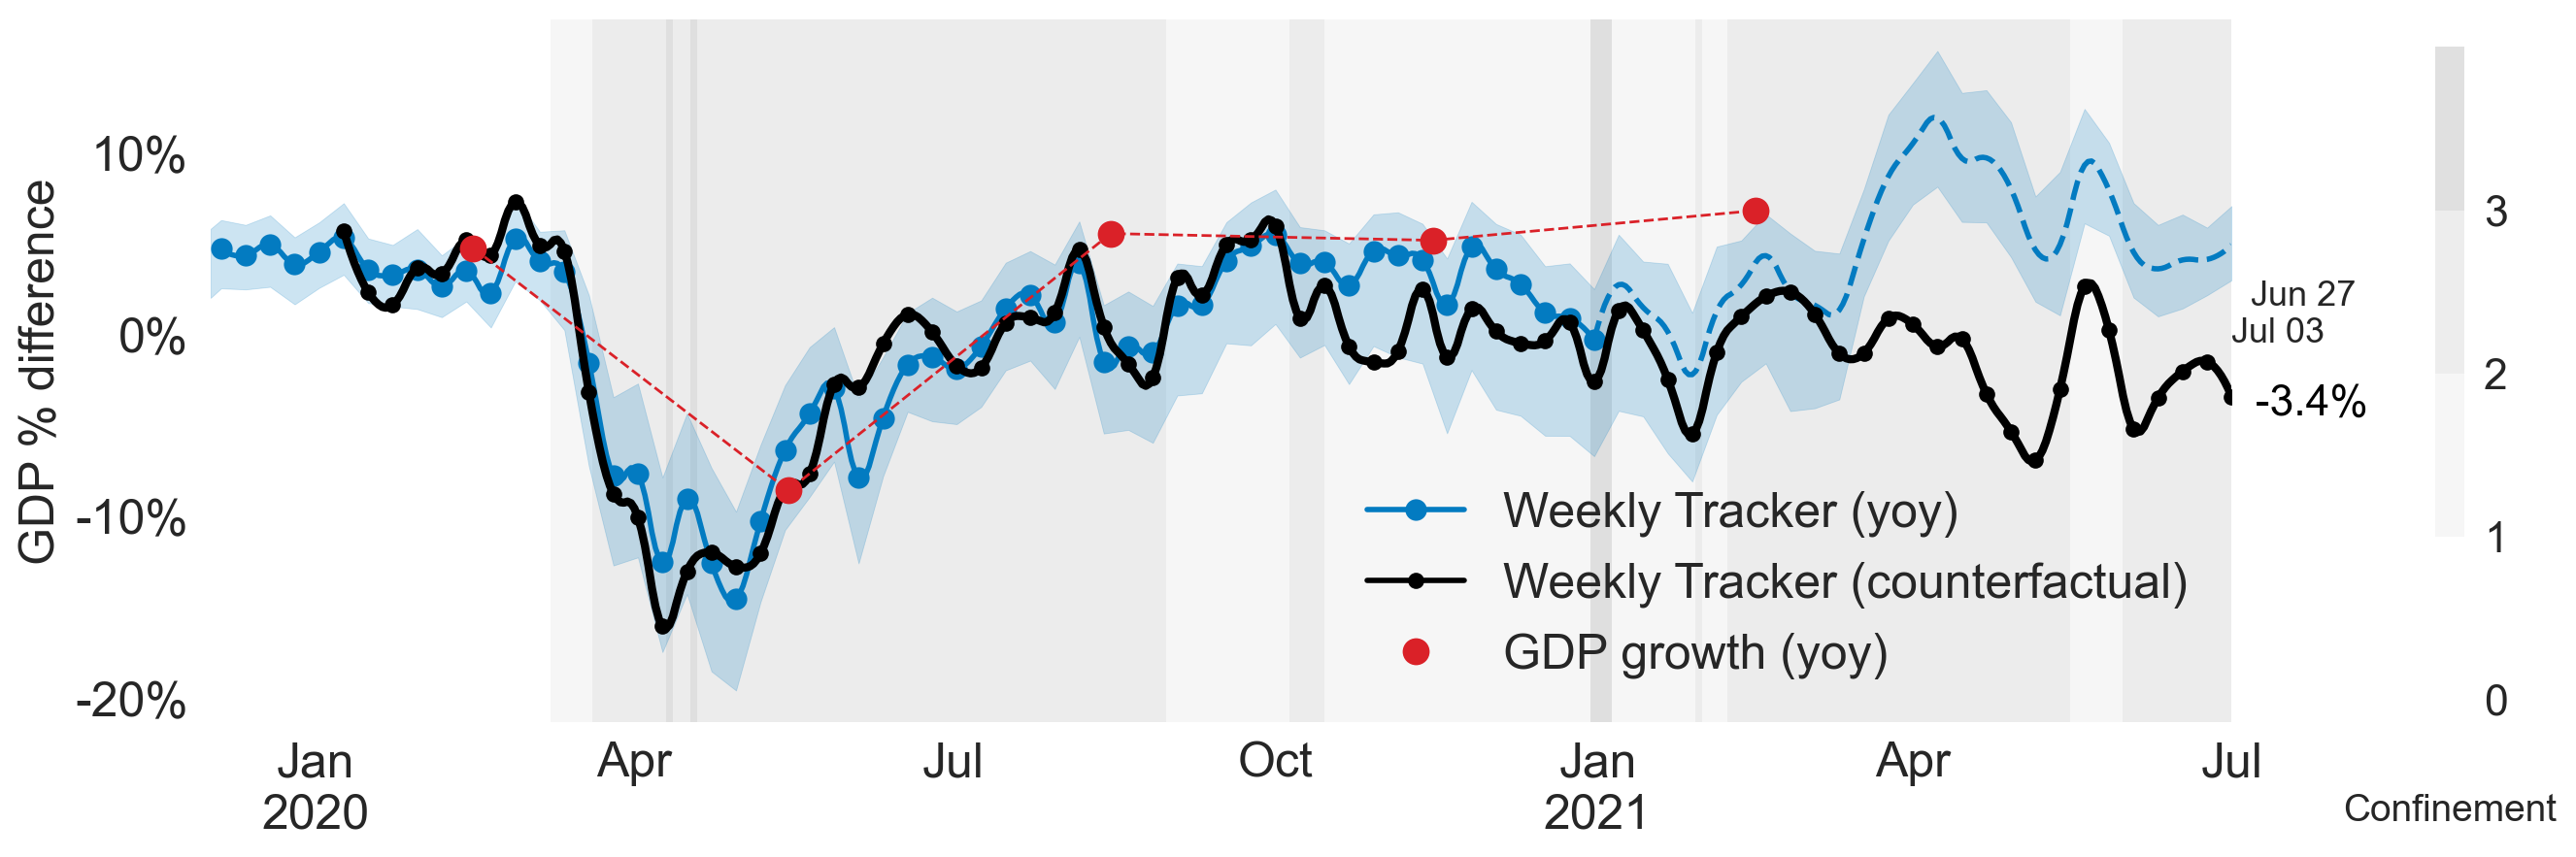 GDP % difference
10%
0%
-10%
-20%
Jan
2020
Apr
Jul
Oct
Jan
2021
Apr
Jul
Weekly Tracker (yoy)
Weekly Tracker (counterfactual)
GDP growth (yoy)
Jun 27
Jul 03
-3.4%
3
2
1
0
Confinement